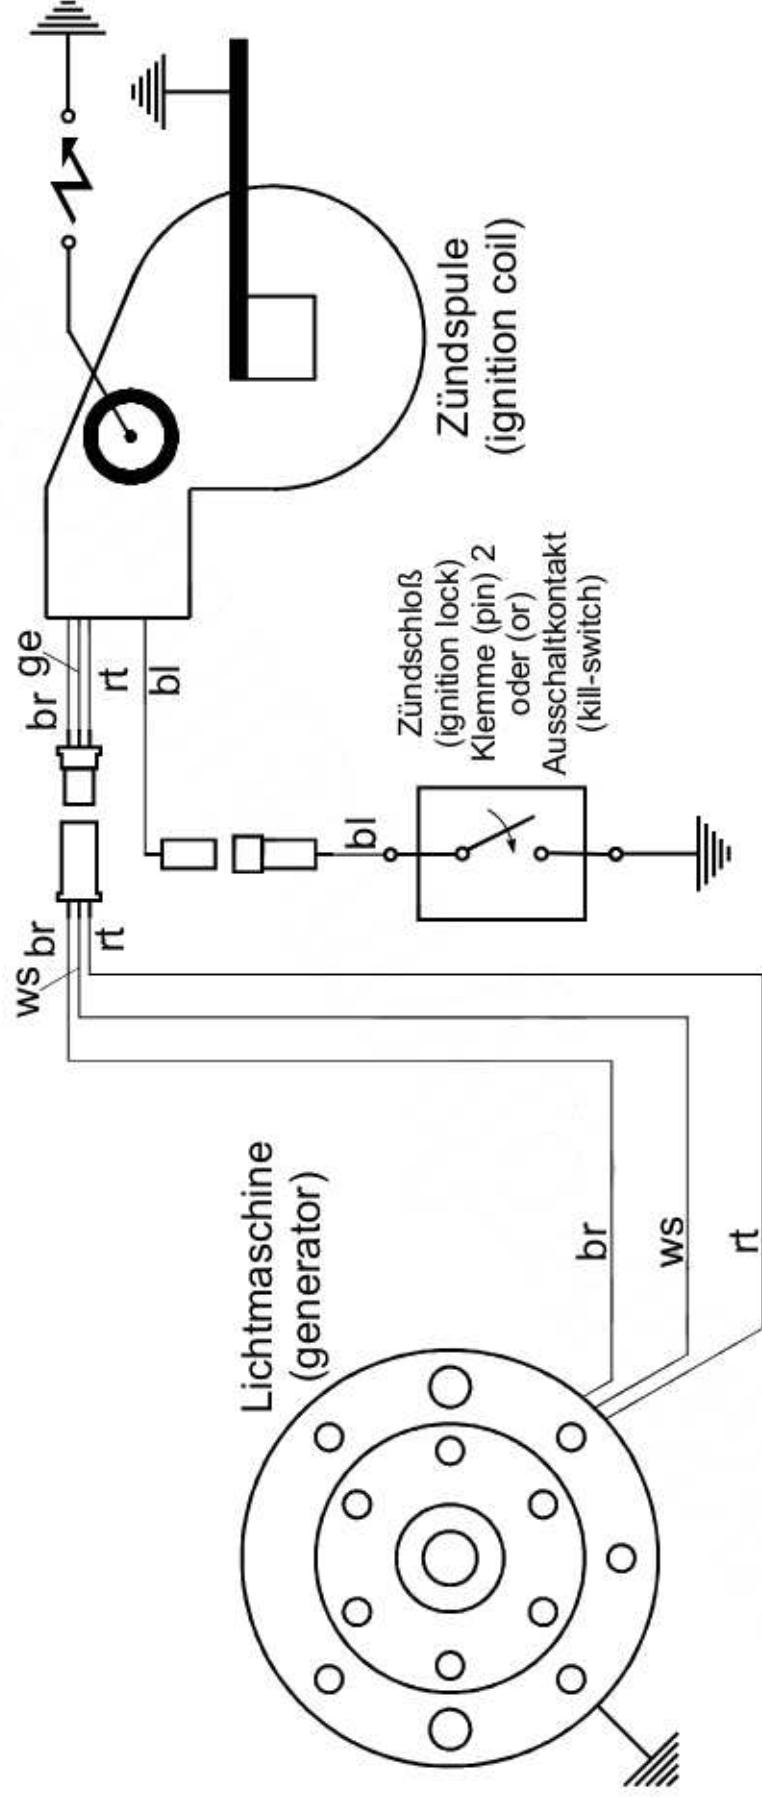 Lichtmaschine
(generator)
br
ws
rt
ws
br
rt
br
ge
rt
bl
bl
Zündschloß
(ignition lock)
Klemme (pin) 2
oder (or)
Ausschaltkontakt
(kill-switch)
Zündspule
(ignition coil)